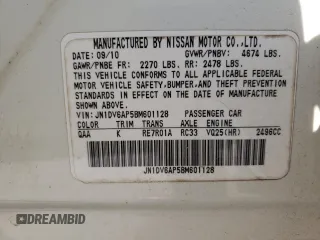 MANUFACTURED BY NISSAN MOTOR CO.,LTD.
DATE: 09/10 GVWR/PNBV: 4674 LBS.
GAWR/PNBE FR: 2270 LBS. RR: 2478 LBS.
THIS VEHICLE CONFORMS TO ALL APPLICABLE FEDERAL
MOTOR VEHICLE SAFETY,BUMPER,AND THEFT PREVENTION
STANDARDS IN EFFECT ON THE DATE OF MANUFACTURE
SHOWN ABOVE.
VIN: JN1DV6AP5BM601128 PASSENGER CAR
COLOR TRIM TRANS AXLE ENGINE
QAA K RE7R01A RC33 VQ25(HR) 2496CC
JN1DV6AP5BM601128
DREAMBID